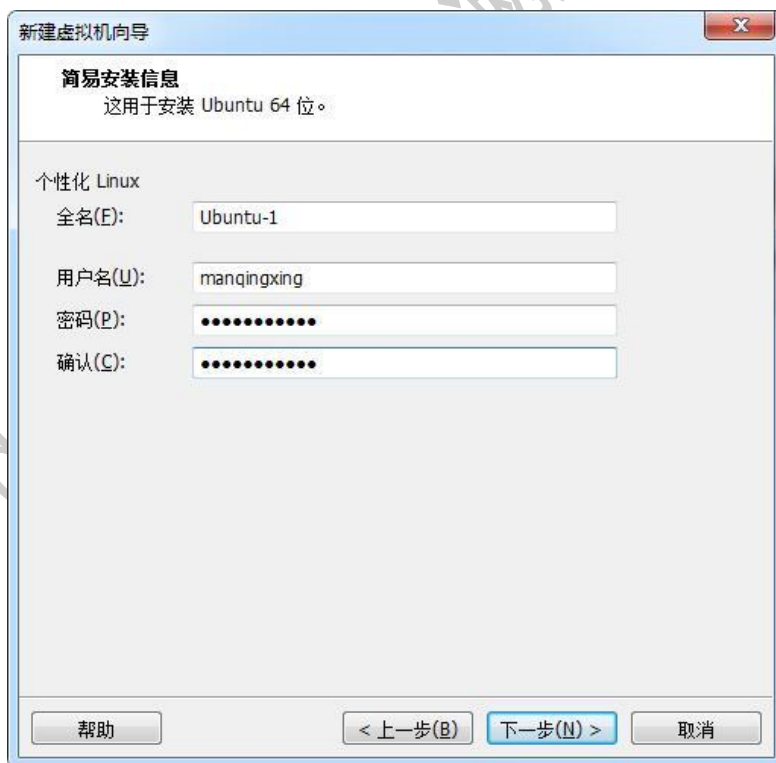 新建虚拟机向导
简易安装信息
这用于安装 Ubuntu 64 位。
个性化 Linux
全名(F): Ubuntu-1
用户名(U): manqingxing
密码(P): ●●●●●●●●●●●
确认(C): ●●●●●●●●●●●
帮助 < 上一步(B) 下一步(N) > 取消